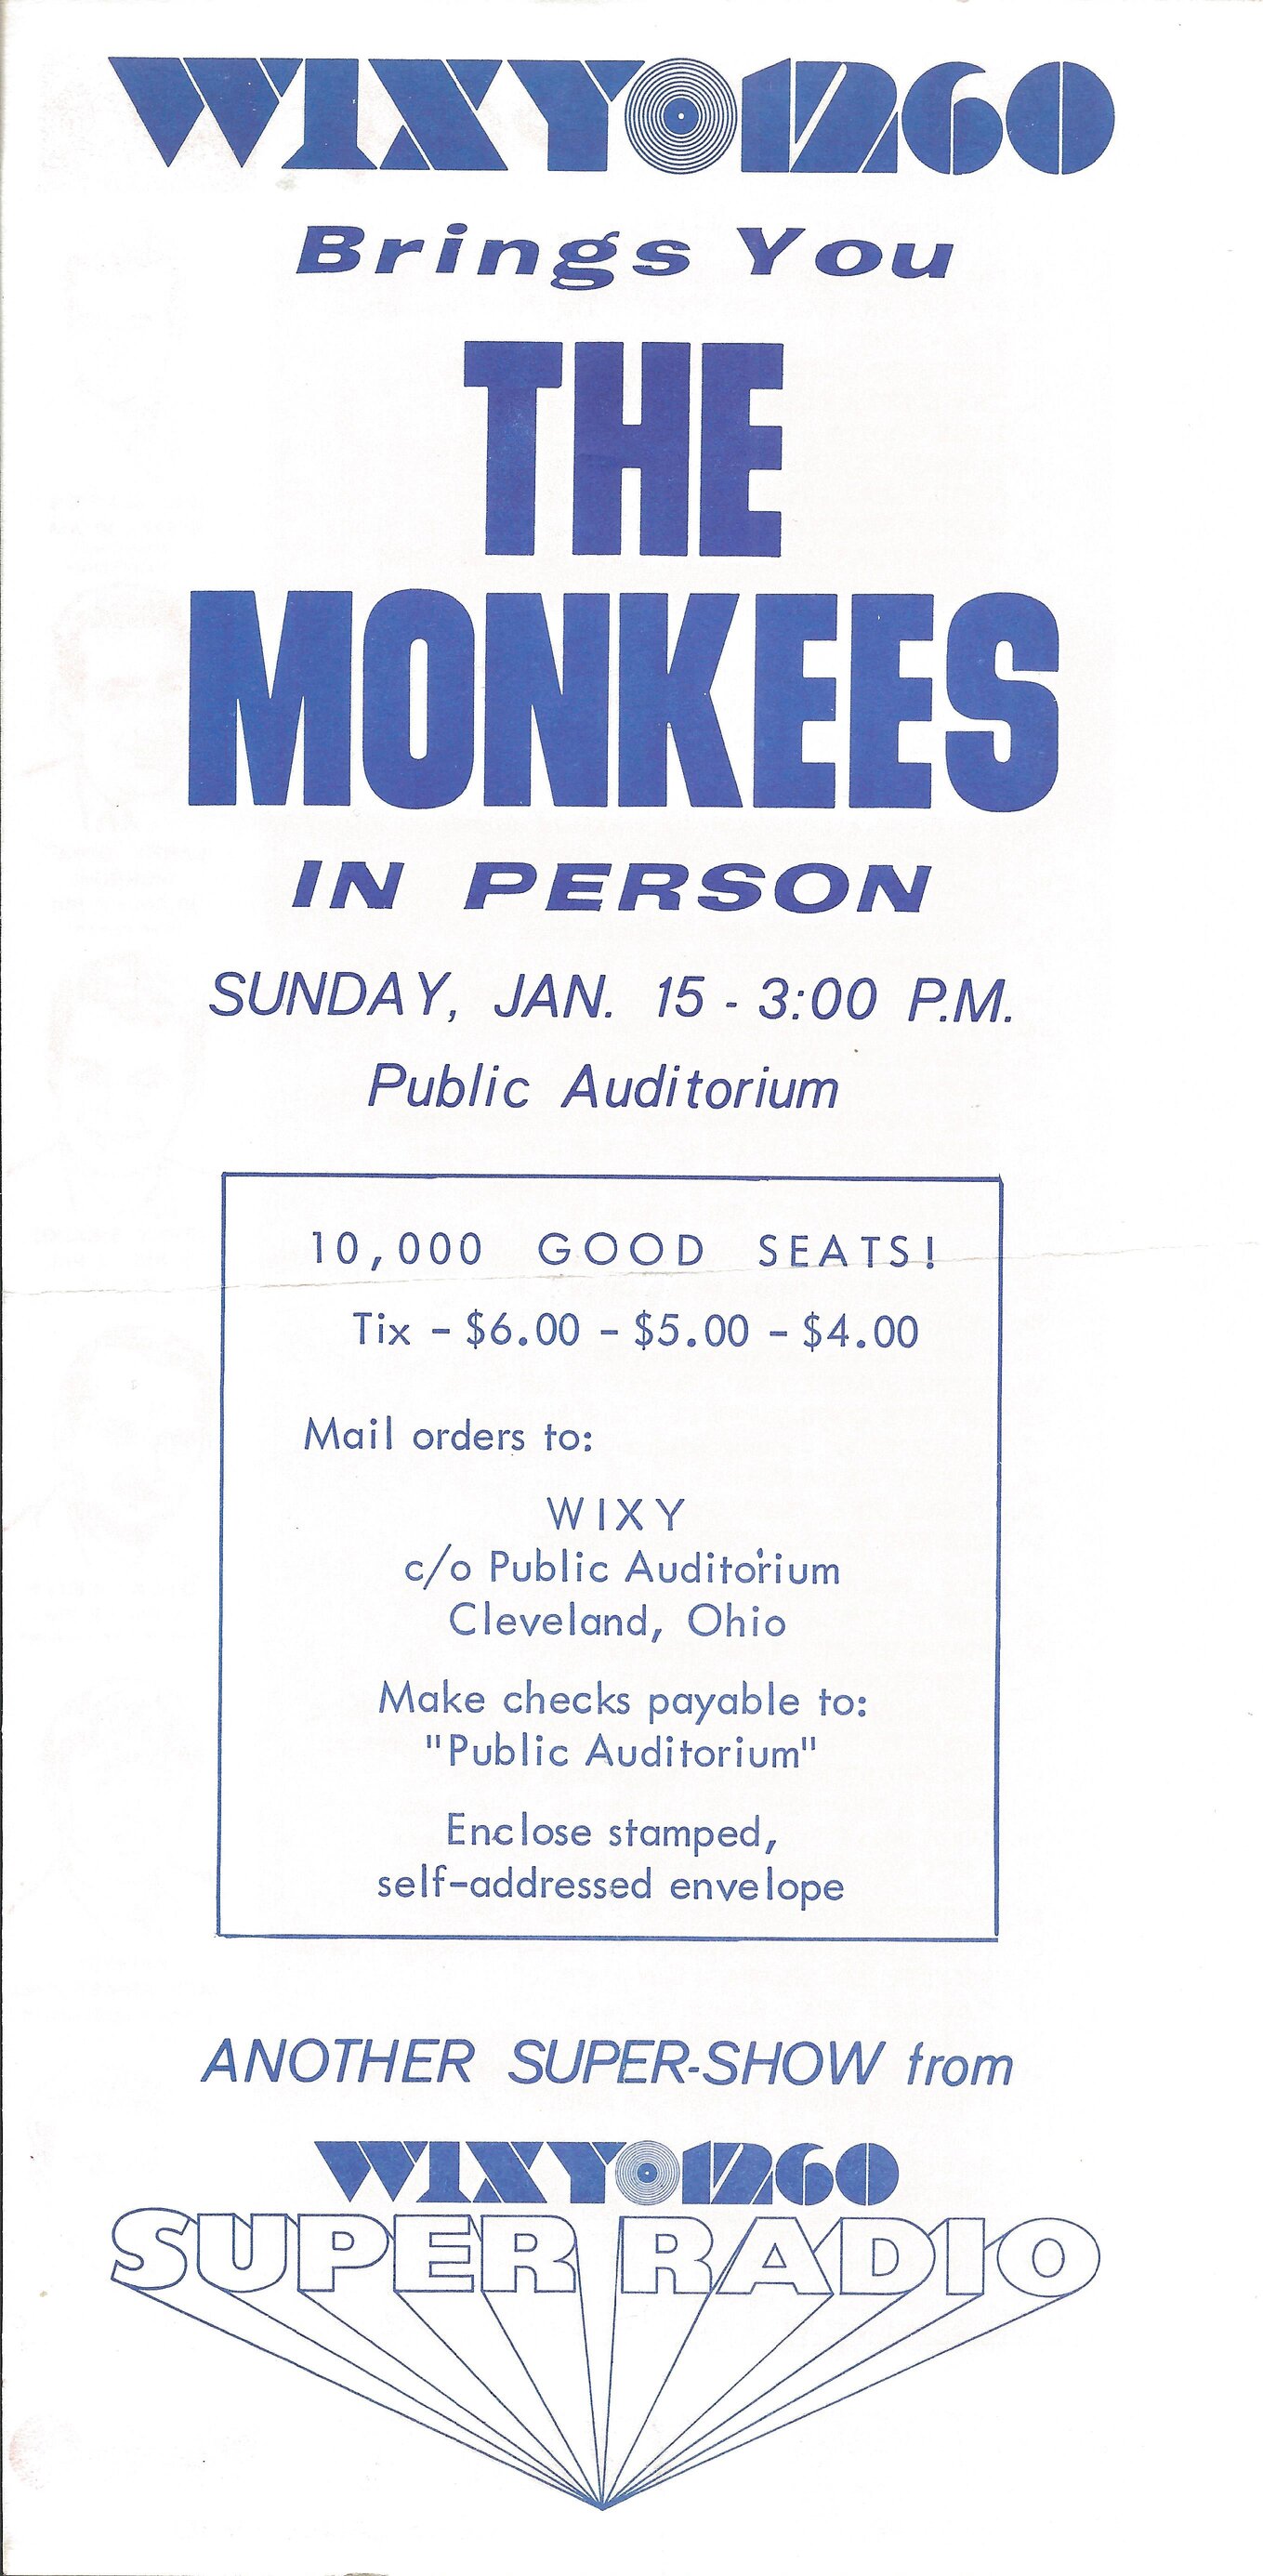 WIXY 1260
Brings You
THE
MONKEES
IN PERSON
SUNDAY, JAN. 15 - 3:00 P.M.
Public Auditorium
10,000 GOOD SEATS!
Tix - $6.00 - $5.00 - $4.00
Mail orders to:
WIXY
c/o Public Auditorium
Cleveland, Ohio
Make checks payable to:
"Public Auditorium"
Enclose stamped,
self-addressed envelope
ANOTHER SUPER-SHOW from
WIXY 1260
SUPER RADIO